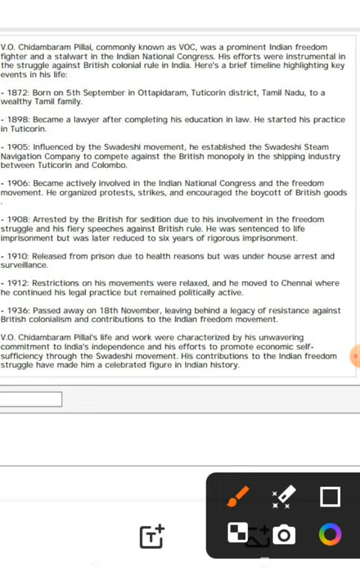 V.O. Chidambaram Pillai, commonly known as VOC, was a prominent Indian freedom
fighter and a stalwart in the Indian National Congress. His efforts were instrumental in
the struggle against British colonial rule in India. Here's a brief timeline highlighting key
events in his life:
- 1872: Born on 5th September in Ottapidaram, Tuticorin district, Tamil Nadu, to a
wealthy Tamil family.
- 1898: Became a lawyer after completing his education in law. He started his practice
in Tuticorin.
- 1905: Influenced by the Swadeshi movement, he established the Swadeshi Steam
Navigation Company to compete against the British monopoly in the shipping industry
between Tuticorin and Colombo.
- 1906: Became actively involved in the Indian National Congress and the freedom
movement. He organized protests, strikes, and encouraged the boycott of British goods
.
- 1908: Arrested by the British for sedition due to his involvement in the freedom
struggle and his fiery speeches against British rule. He was sentenced to life
imprisonment but was later reduced to six years of rigorous imprisonment.
- 1910: Released from prison due to health reasons but was under house arrest and
surveillance.
- 1912: Restrictions on his movements were relaxed, and he moved to Chennai where
he continued his legal practice but remained politically active.
- 1936: Passed away on 18th November, leaving behind a legacy of resistance against
British colonialism and contributions to the Indian freedom movement.
V.O. Chidambaram Pillai's life and work were characterized by his unwavering
commitment to India's independence and his efforts to promote economic self-
sufficiency through the Swadeshi movement. His contributions to the Indian freedom
struggle have made him a celebrated figure in Indian history.
T